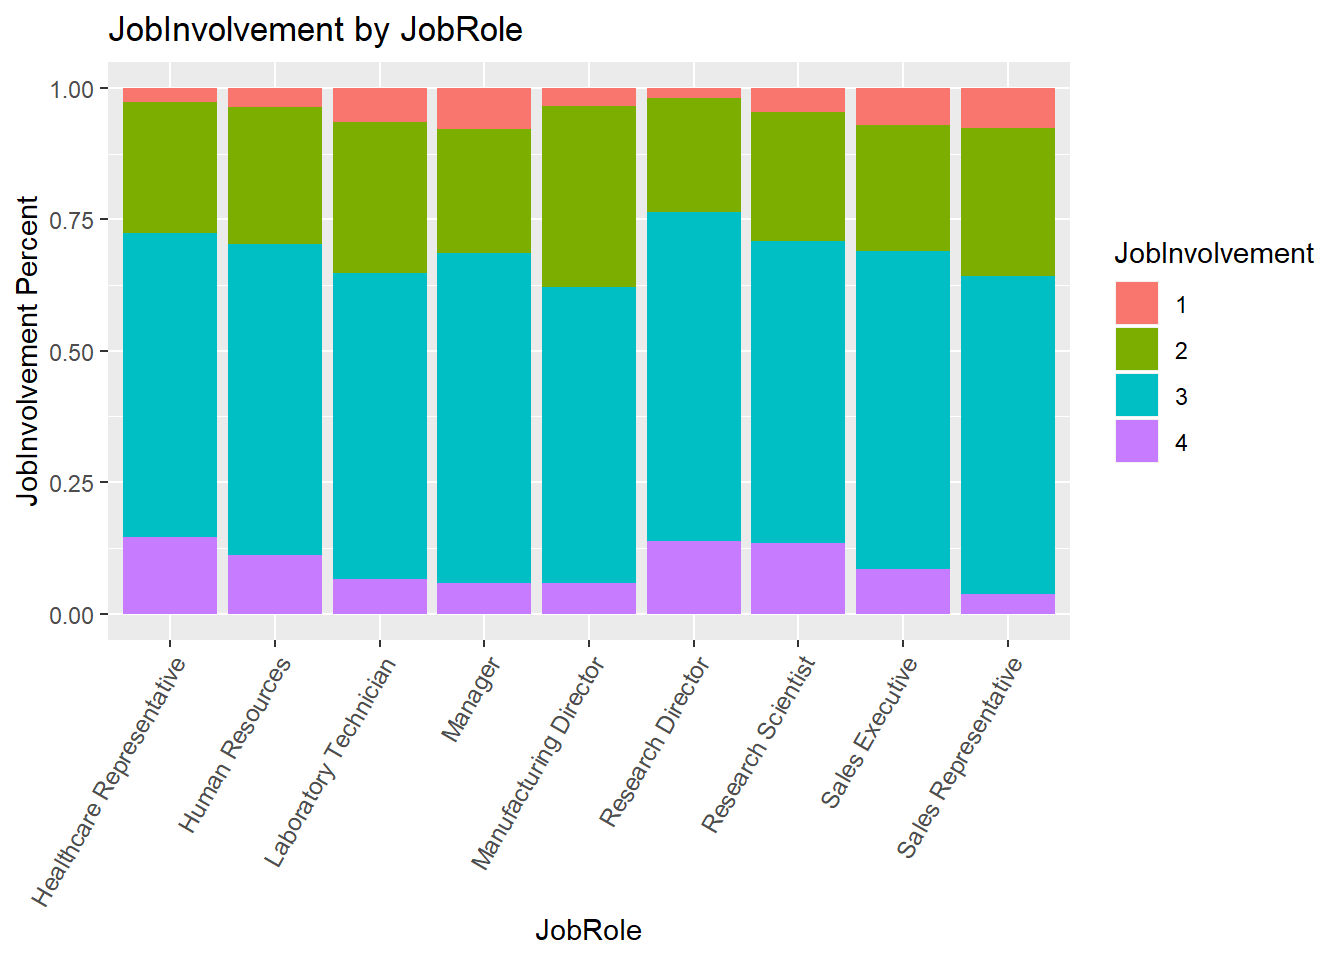 JobInvolvement by JobRole
JobInvolvement Percent
1.00
0.75
0.50
0.25
0.00
Healthcare Representative
Human Resources
Laboratory Technician
Manager
Manufacturing Director
Research Director
Research Scientist
Sales Executive
Sales Representative
JobRole
JobInvolvement
1
2
3
4